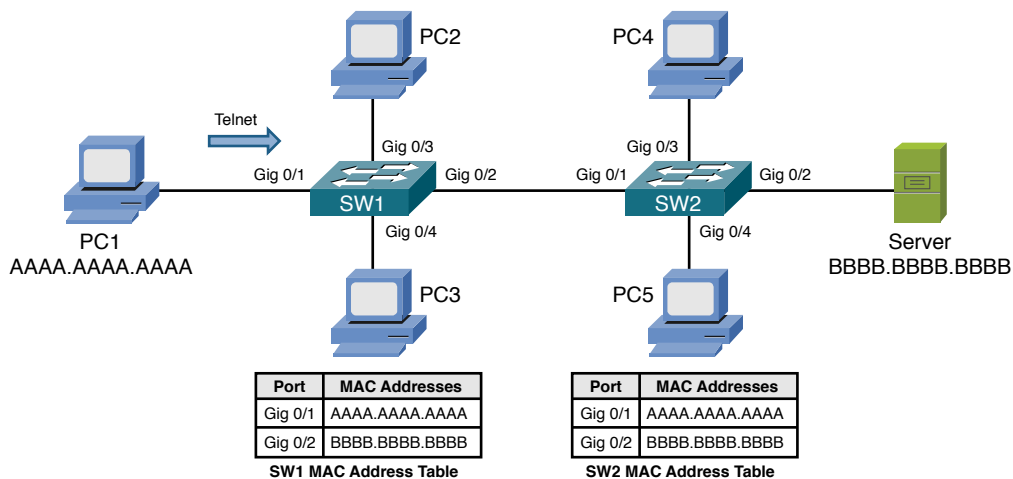 PC2
PC4
Telnet
Gig 0/3
Gig 0/3
Gig 0/1
Gig 0/2
Gig 0/1
Gig 0/2
SW1
SW2
Gig 0/4
Gig 0/4
PC1
AAAA.AAAA.AAAA
Server
BBBB.BBBB.BBBB
PC3
PC5
Port MAC Addresses
Gig 0/1 AAAA.AAAA.AAAA
Gig 0/2 BBBB.BBBB.BBBB
SW1 MAC Address Table
Port MAC Addresses
Gig 0/1 AAAA.AAAA.AAAA
Gig 0/2 BBBB.BBBB.BBBB
SW2 MAC Address Table